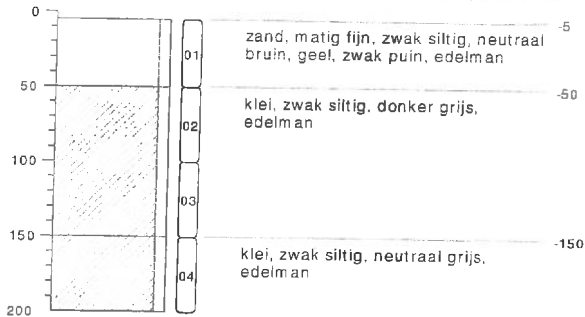 0
-5
zand, matig fijn, zwak siltig, neutraal
bruin, geel, zwak puin, edelman
01
50
-50
klei, zwak siltig, donker grijs,
edelman
02
100
03
150
-150
klei, zwak siltig, neutraal grijs,
edelman
04
200